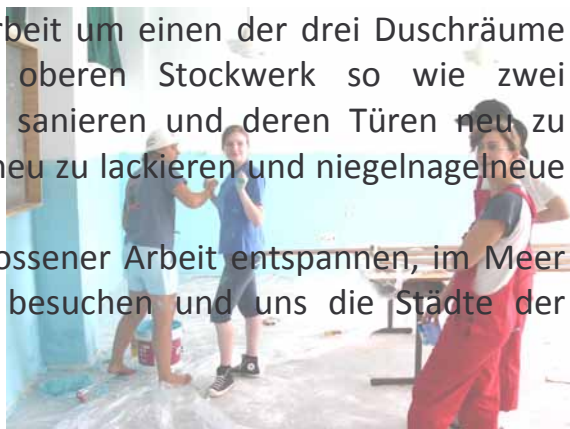 rbeit um einen der drei Duschräume
oberen Stockwerk so wie zwei
sanieren und deren Türen neu zu
neu zu lackieren und niegelnagelneue
ossener Arbeit entspannen, im Meer
besuchen und uns die Städte der